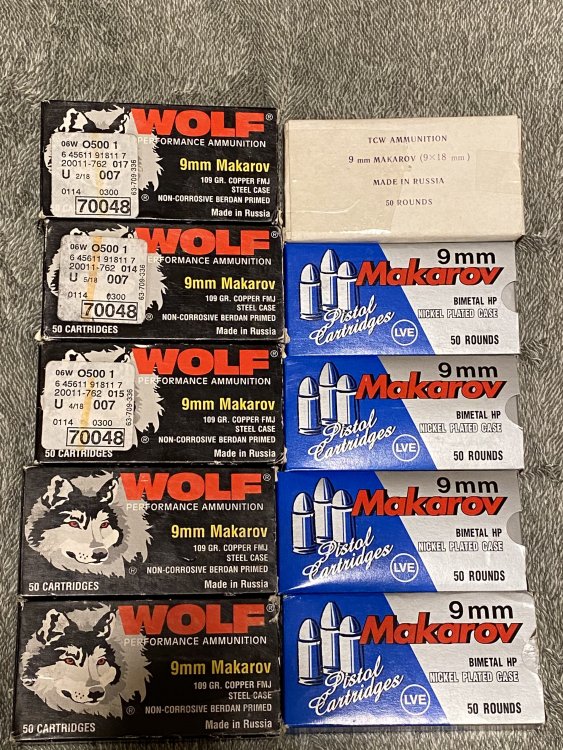 WOLF®
PERFORMANCE AMMUNITION
9mm Makarov
109 GR. COPPER FMJ
STEEL CASE
NON-CORROSIVE BERDAN PRIMED
Made in Russia
06W O500 1
6 45611 91811 7
20011-762 017
U 2/18 007
0114 0300
70048
63-709-336
WOLF®
PERFORMANCE AMMUNITION
9mm Makarov
109 GR. COPPER FMJ
STEEL CASE
NON-CORROSIVE BERDAN PRIMED
50 CARTRIDGES Made in Russia
06W O500 1
6 45611 91811 7
20011-762 014
U 5/18 007
0114 0300
70048
63-709-336
WOLF®
PERFORMANCE AMMUNITION
9mm Makarov
109 GR. COPPER FMJ
STEEL CASE
NON-CORROSIVE BERDAN PRIMED
50 CARTRIDGES Made in Russia
06W O500 1
6 45611 91811 7
20011-762 015
U 4/18 007
0114 0300
70048
63-709-336
WOLF®
PERFORMANCE AMMUNITION
9mm Makarov
109 GR. COPPER FMJ
STEEL CASE
NON-CORROSIVE BERDAN PRIMED
50 CARTRIDGES Made in Russia
WOLF®
PERFORMANCE AMMUNITION
9mm Makarov
109 GR. COPPER FMJ
STEEL CASE
NON-CORROSIVE BERDAN PRIMED
50 CARTRIDGES Made in Russia
TCW AMMUNITION
9 mm MAKAROV (9×18 mm)
MADE IN RUSSIA
50 ROUNDS
9mm
Makarov
Pistol
Cartridges
LVE
BIMETAL HP
NICKEL PLATED CASE
50 ROUNDS
9mm
Makarov
Pistol
Cartridges
LVE
BIMETAL HP
NICKEL PLATED CASE
50 ROUNDS
9mm
Makarov
Pistol
Cartridges
LVE
BIMETAL HP
NICKEL PLATED CASE
50 ROUNDS
9mm
Makarov
Pistol
Cartridges
LVE
BIMETAL HP
NICKEL PLATED CASE
50 ROUNDS